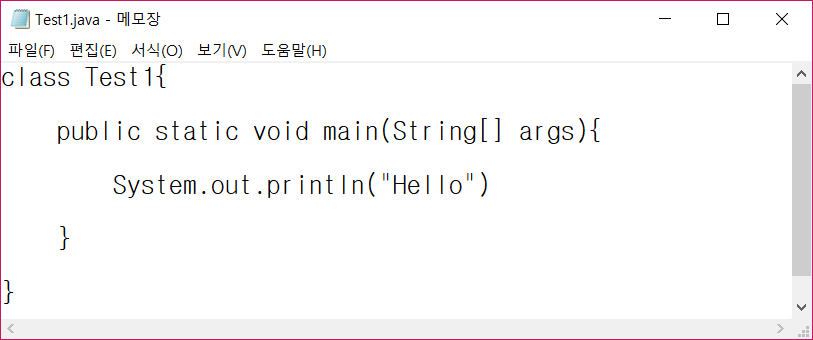 Test1.java - 메모장
파일(F) 편집(E) 서식(O) 보기(V) 도움말(H)
class Test1{
    public static void main(String[] args){
        System.out.println("Hello")
    }
}